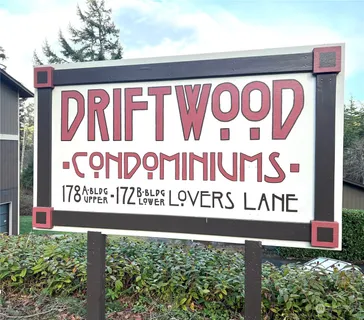 DRIFTWOOD
·CONDOMINIUMS·
178 A·BLDG UPPER · 172 B·BLDG LOWER LOVERS LANE